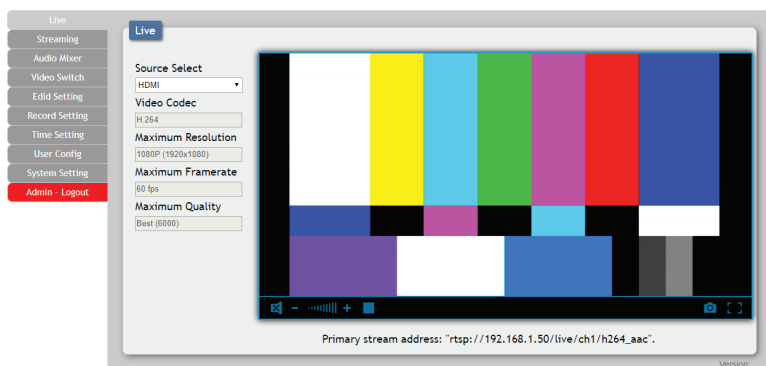 Live
Streaming
Audio Mixer
Video Switch
Edid Setting
Record Setting
Time Setting
User Config
System Setting
Admin - Logout
Live
Source Select
HDMI
Video Codec
H.264
Maximum Resolution
1080P (1920x1080)
Maximum Framerate
60 fps
Maximum Quality
Best (6000)
Primary stream address: "rtsp://192.168.1.50/live/ch1/h264_aac".
Version: